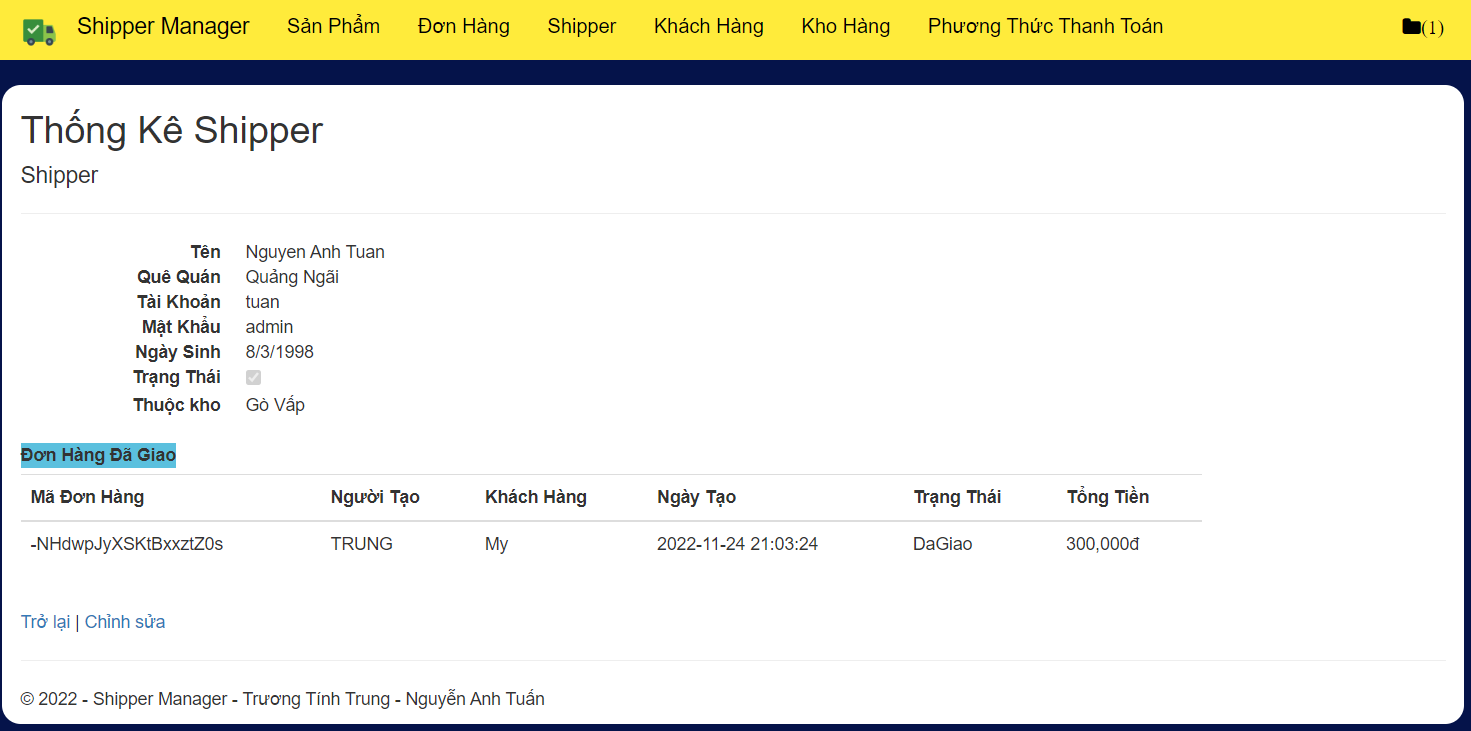 Shipper Manager Sản Phẩm Đơn Hàng Shipper Khách Hàng Kho Hàng Phương Thức Thanh Toán (1)
Thống Kê Shipper
Shipper
Tên Nguyen Anh Tuan
Quê Quán Quảng Ngãi
Tài Khoản tuan
Mật Khẩu admin
Ngày Sinh 8/3/1998
Trạng Thái
Thuộc kho Gò Vấp
Đơn Hàng Đã Giao
Mã Đơn Hàng Người Tạo Khách Hàng Ngày Tạo Trạng Thái Tổng Tiền
-NHdwpJyXSKtBxxztZ0s TRUNG My 2022-11-24 21:03:24 DaGiao 300,000đ
Trở lại | Chỉnh sửa
© 2022 - Shipper Manager - Trương Tính Trung - Nguyễn Anh Tuấn